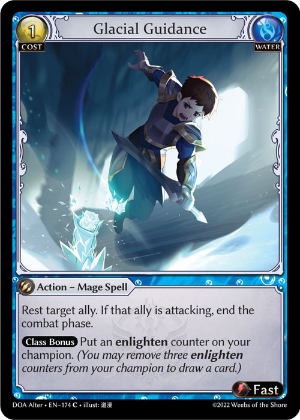 1
COST
Glacial Guidance
WATER
Action – Mage Spell
Rest target ally. If that ally is attacking, end the
combat phase.
Class Bonus Put an enlighten counter on your
champion. (You may remove three enlighten
counters from your champion to draw a card.)
Fast
DOA Alter • EN-174 C • illust: 
©2022 Weebs of the Shore